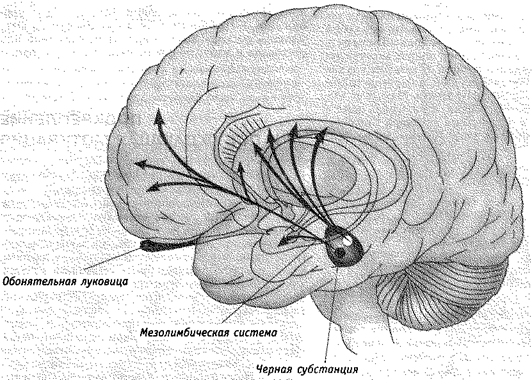 Обонятельная луковица
Мезолимбическая система
Черная субстанция